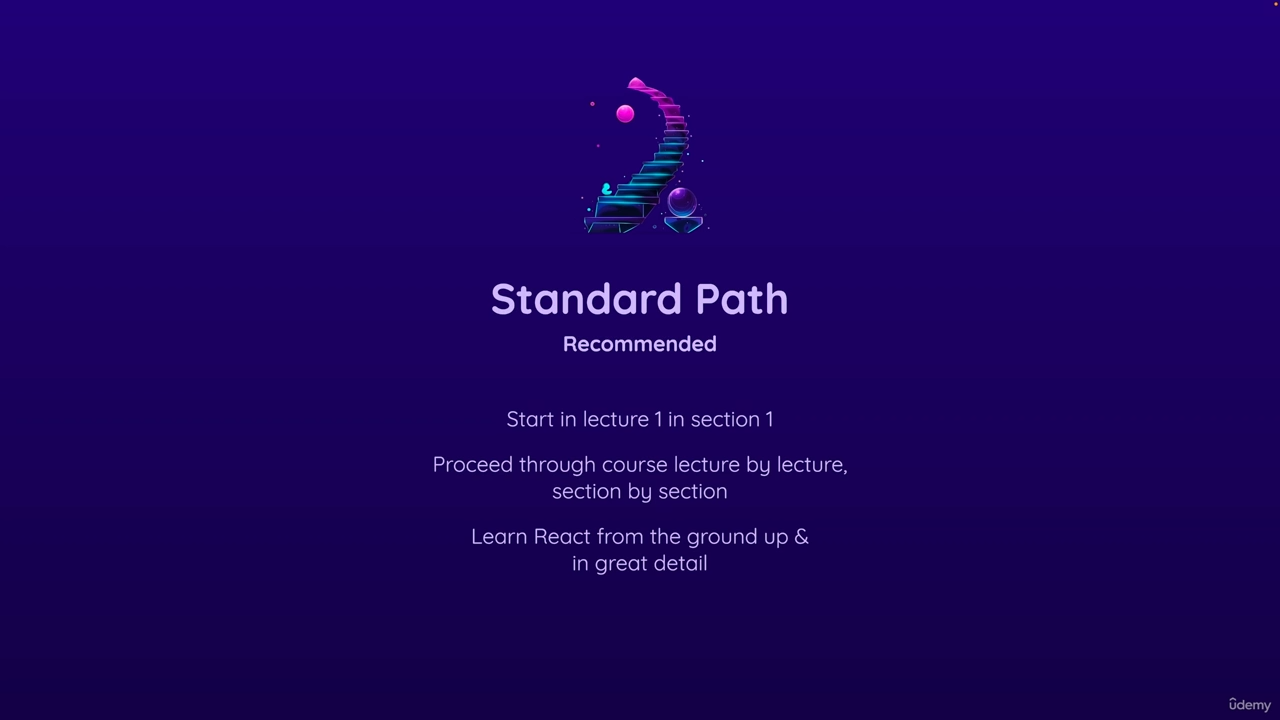 Standard Path
Recommended
Start in lecture 1 in section 1
Proceed through course lecture by lecture,
section by section
Learn React from the ground up &
in great detail
ûdemy